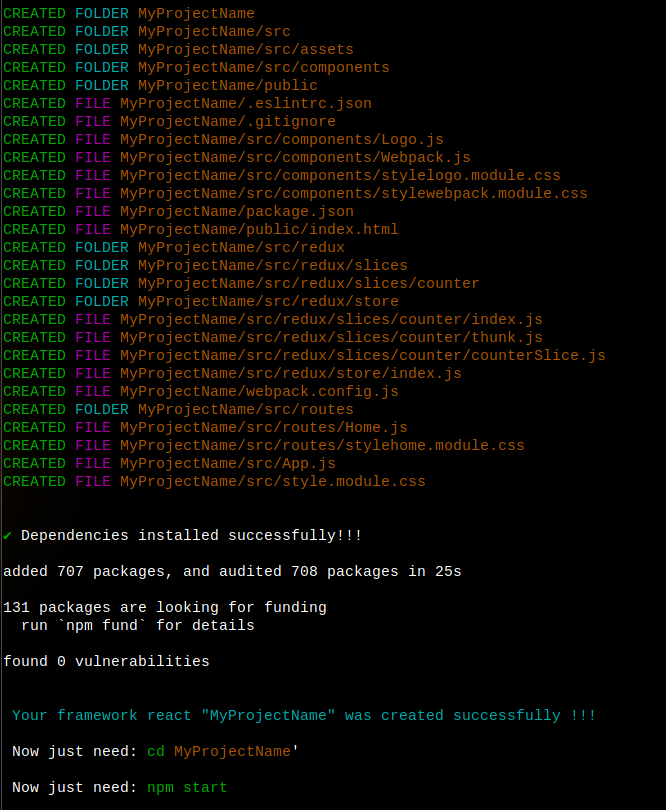 CREATED FOLDER MyProjectName
CREATED FOLDER MyProjectName/src
CREATED FOLDER MyProjectName/src/assets
CREATED FOLDER MyProjectName/src/components
CREATED FOLDER MyProjectName/public
CREATED FILE MyProjectName/.eslintrc.json
CREATED FILE MyProjectName/.gitignore
CREATED FILE MyProjectName/src/components/Logo.js
CREATED FILE MyProjectName/src/components/Webpack.js
CREATED FILE MyProjectName/src/components/stylelogo.module.css
CREATED FILE MyProjectName/src/components/stylewebpack.module.css
CREATED FILE MyProjectName/package.json
CREATED FILE MyProjectName/public/index.html
CREATED FOLDER MyProjectName/src/redux
CREATED FOLDER MyProjectName/src/redux/slices
CREATED FOLDER MyProjectName/src/redux/slices/counter
CREATED FOLDER MyProjectName/src/redux/store
CREATED FILE MyProjectName/src/redux/slices/counter/index.js
CREATED FILE MyProjectName/src/redux/slices/counter/thunk.js
CREATED FILE MyProjectName/src/redux/slices/counter/counterSlice.js
CREATED FILE MyProjectName/src/redux/store/index.js
CREATED FILE MyProjectName/webpack.config.js
CREATED FOLDER MyProjectName/src/routes
CREATED FILE MyProjectName/src/routes/Home.js
CREATED FILE MyProjectName/src/routes/stylehome.module.css
CREATED FILE MyProjectName/src/App.js
CREATED FILE MyProjectName/src/style.module.css
✔ Dependencies installed successfully!!!
added 707 packages, and audited 708 packages in 25s
131 packages are looking for funding
run `npm fund` for details
found 0 vulnerabilities
Your framework react "MyProjectName" was created successfully !!!
Now just need: cd MyProjectName'
Now just need: npm start